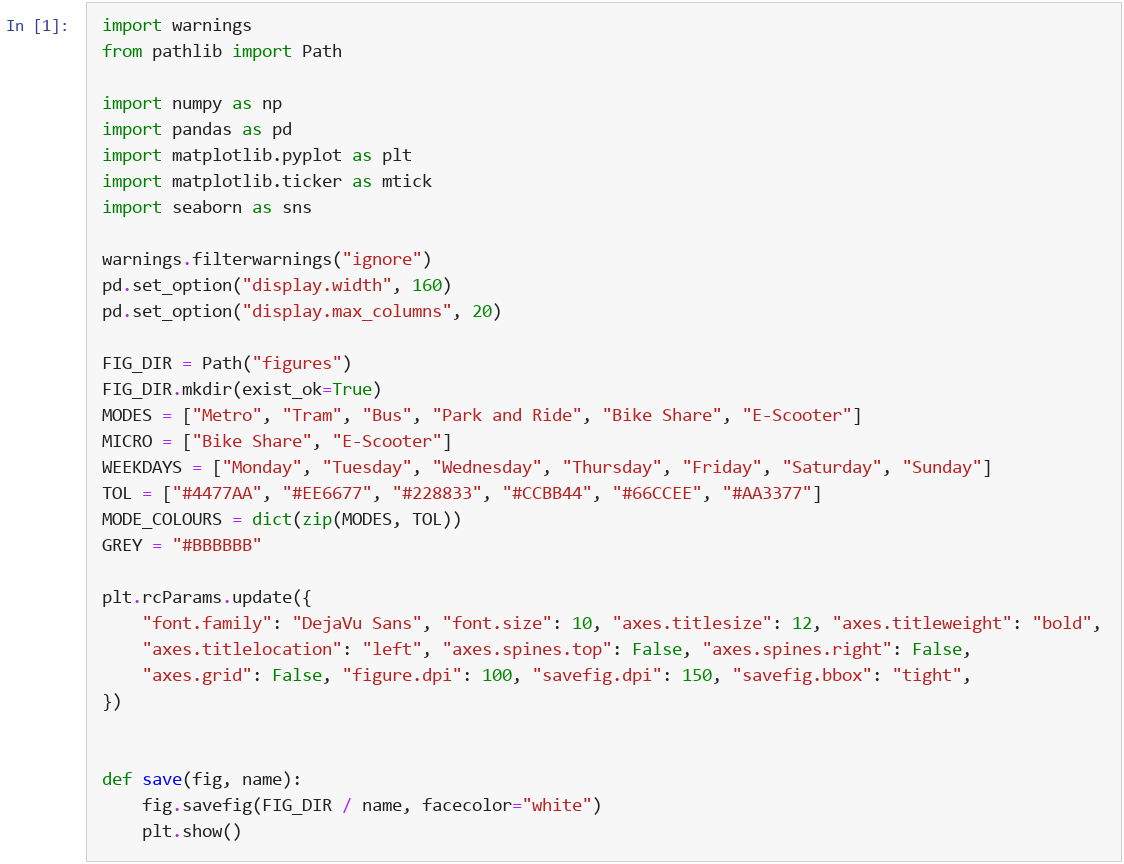 In [1]:
import warnings
from pathlib import Path

import numpy as np
import pandas as pd
import matplotlib.pyplot as plt
import matplotlib.ticker as mtick
import seaborn as sns

warnings.filterwarnings("ignore")
pd.set_option("display.width", 160)
pd.set_option("display.max_columns", 20)

FIG_DIR = Path("figures")
FIG_DIR.mkdir(exist_ok=True)
MODES = ["Metro", "Tram", "Bus", "Park and Ride", "Bike Share", "E-Scooter"]
MICRO = ["Bike Share", "E-Scooter"]
WEEKDAYS = ["Monday", "Tuesday", "Wednesday", "Thursday", "Friday", "Saturday", "Sunday"]
TOL = ["#4477AA", "#EE6677", "#228833", "#CCBB44", "#66CCEE", "#AA3377"]
MODE_COLOURS = dict(zip(MODES, TOL))
GREY = "#BBBBBB"

plt.rcParams.update({
    "font.family": "DejaVu Sans", "font.size": 10, "axes.titlesize": 12, "axes.titleweight": "bold",
    "axes.titlelocation": "left", "axes.spines.top": False, "axes.spines.right": False,
    "axes.grid": False, "figure.dpi": 100, "savefig.dpi": 150, "savefig.bbox": "tight",
})


def save(fig, name):
    fig.savefig(FIG_DIR / name, facecolor="white")
    plt.show()